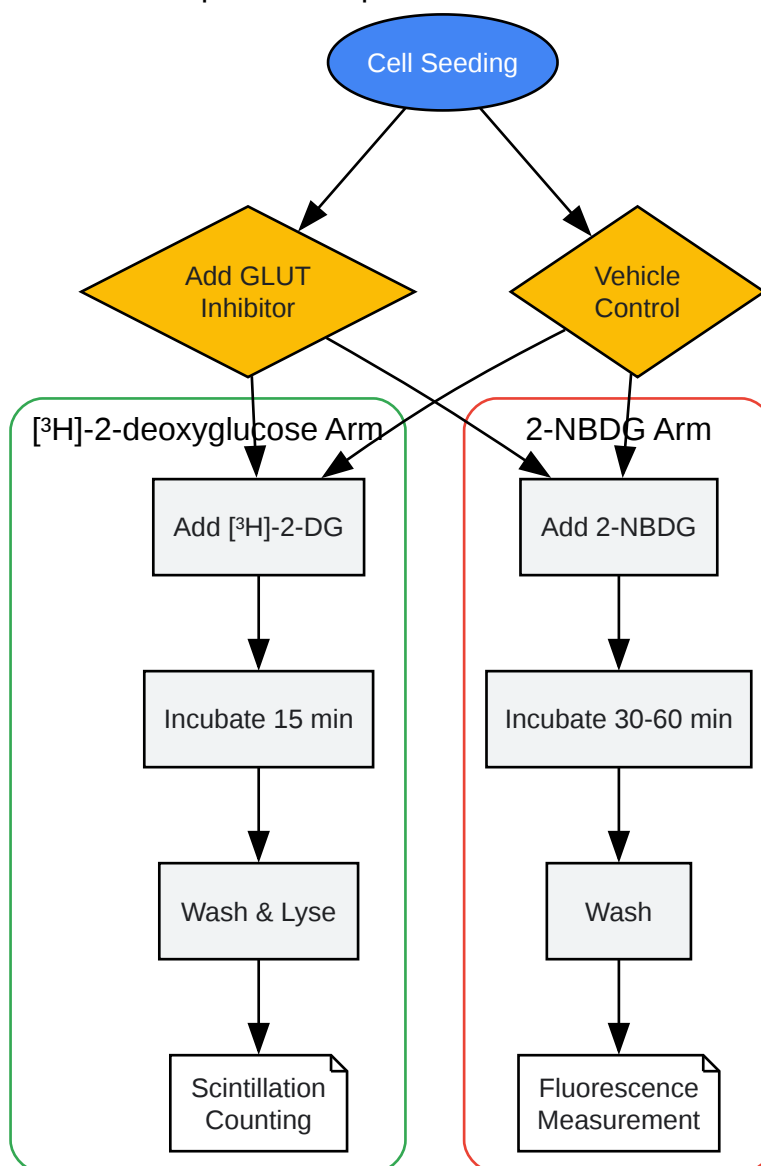 Cell Seeding
Add GLUT
Inhibitor
Vehicle
Control
[³H]-2-deoxyglucose Arm
2-NBDG Arm
Add [³H]-2-DG
Add 2-NBDG
Incubate 15 min
Incubate 30-60 min
Wash & Lyse
Wash
Scintillation
Counting
Fluorescence
Measurement